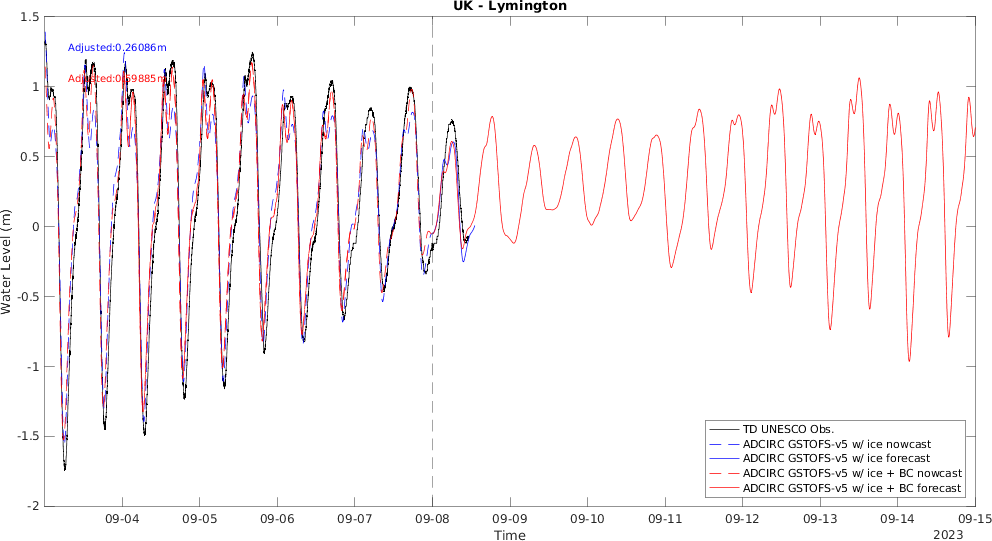 UK - Lymington
Adjusted:0.26086m
Adjusted:0.59885m
Water Level (m)
1.5
1
0.5
0
-0.5
-1
-1.5
-2
TD UNESCO Obs.
ADCIRC GSTOFS-v5 w/ ice nowcast
ADCIRC GSTOFS-v5 w/ ice forecast
ADCIRC GSTOFS-v5 w/ ice + BC nowcast
ADCIRC GSTOFS-v5 w/ ice + BC forecast
09-04 09-05 09-06 09-07 09-08 09-09 09-10 09-11 09-12 09-13 09-14 09-15
Time
2023